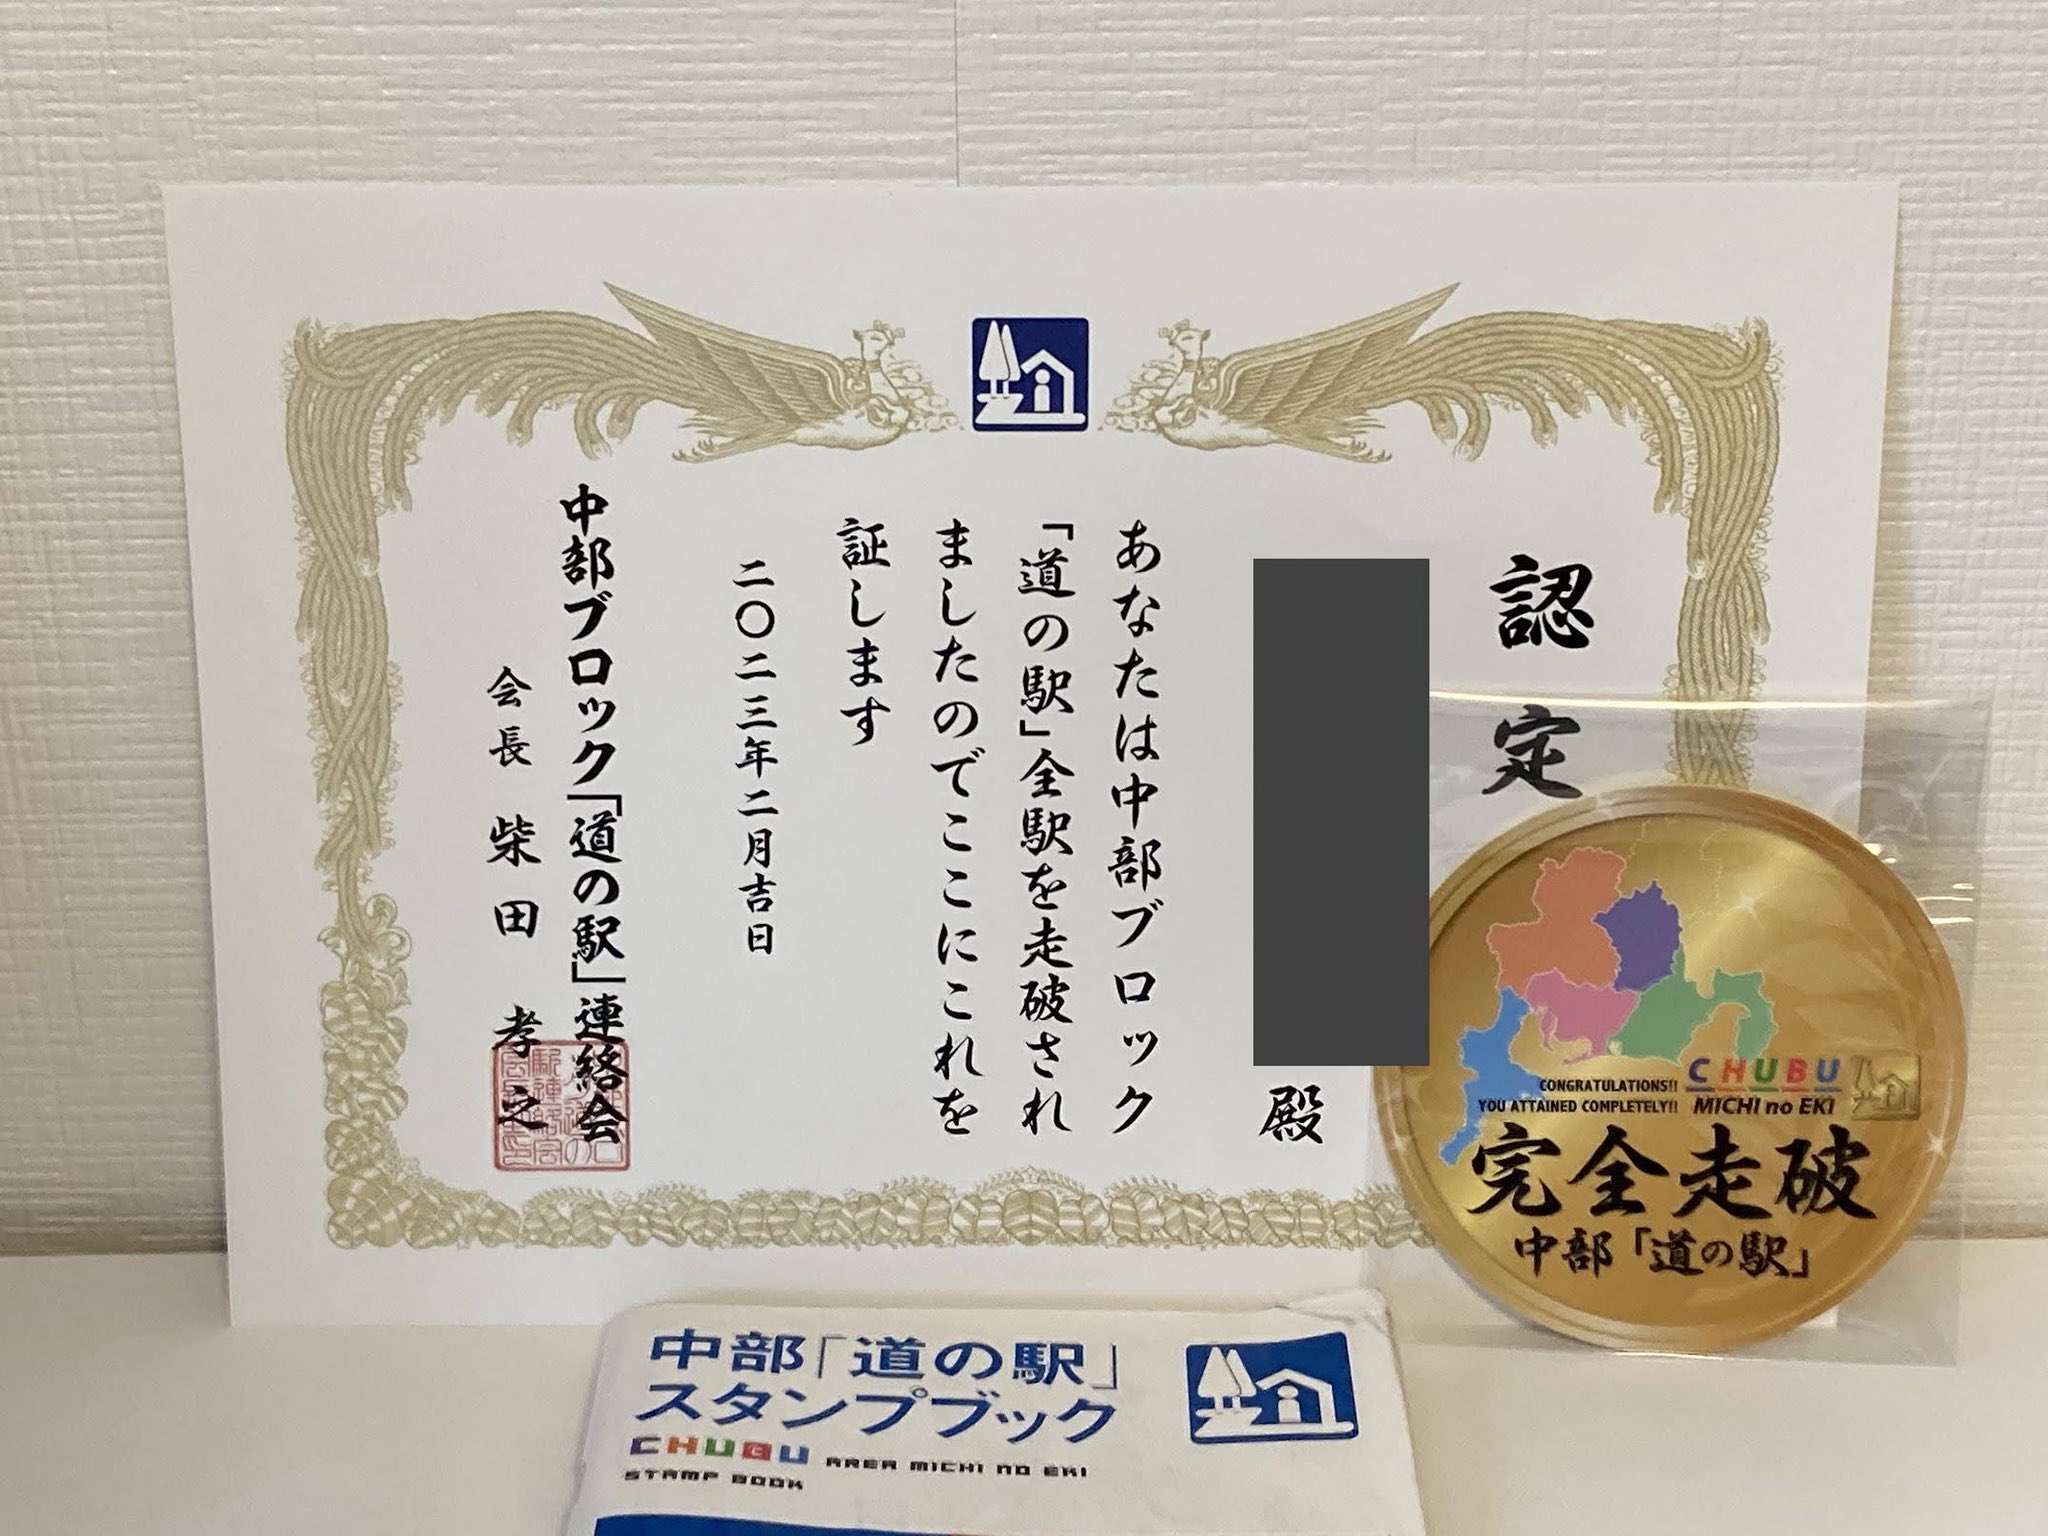 認定
殿
あなたは中部ブロック
「道の駅」全駅を走破され
ましたのでここにこれを
証します
二〇二三年二月吉日
中部ブロック「道の駅」連絡会
会長 柴田 孝之
CONGRATULATIONS!!
YOU ATTAINED COMPLETELY!!
CHUBU
MICHI no EKI
完全走破
中部「道の駅」
中部「道の駅」
スタンプブック
CHUBU AREA MICHI NO EKI
STAMP BOOK